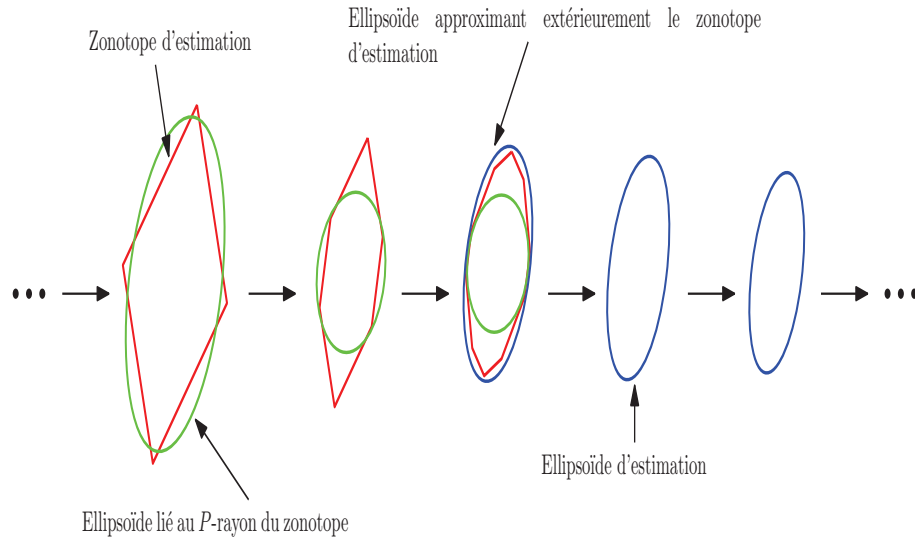 Ellipsoïde approximant extérieurement le zonotope
d'estimation
Zonotope d'estimation
Ellipsoïde d'estimation
Ellipsoïde lié au P-rayon du zonotope